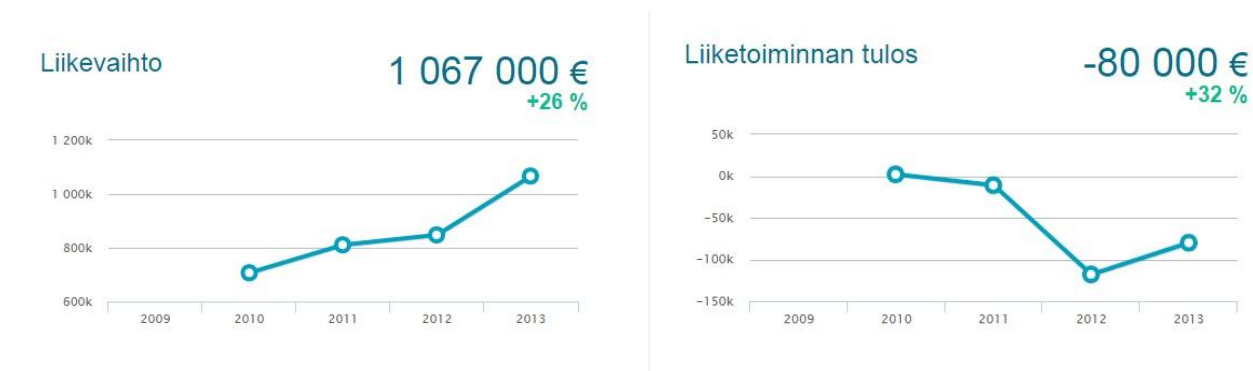 Liikevaihto
1 067 000 €
+26 %
1 200k
1 000k
800k
600k
2009 2010 2011 2012 2013
Liiketoiminnan tulos
-80 000 €
+32 %
50k
0k
-50k
-100k
-150k
2009 2010 2011 2012 2013